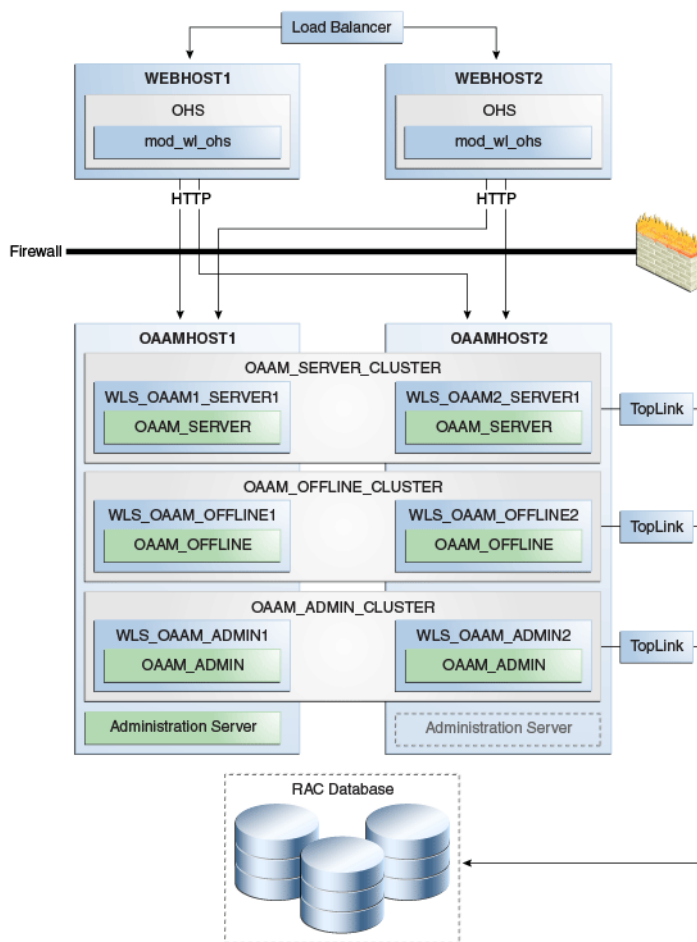 Load Balancer
WEBHOST1
WEBHOST2
OHS
OHS
mod_wl_ohs
mod_wl_ohs
HTTP
HTTP
Firewall
OAAMHOST1
OAAMHOST2
OAAM_SERVER_CLUSTER
WLS_OAAM1_SERVER1
WLS_OAAM2_SERVER1
OAAM_SERVER
OAAM_SERVER
TopLink
OAAM_OFFLINE_CLUSTER
WLS_OAAM_OFFLINE1
WLS_OAAM_OFFLINE2
OAAM_OFFLINE
OAAM_OFFLINE
TopLink
OAAM_ADMIN_CLUSTER
WLS_OAAM_ADMIN1
WLS_OAAM_ADMIN2
OAAM_ADMIN
OAAM_ADMIN
TopLink
Administration Server
Administration Server
RAC Database